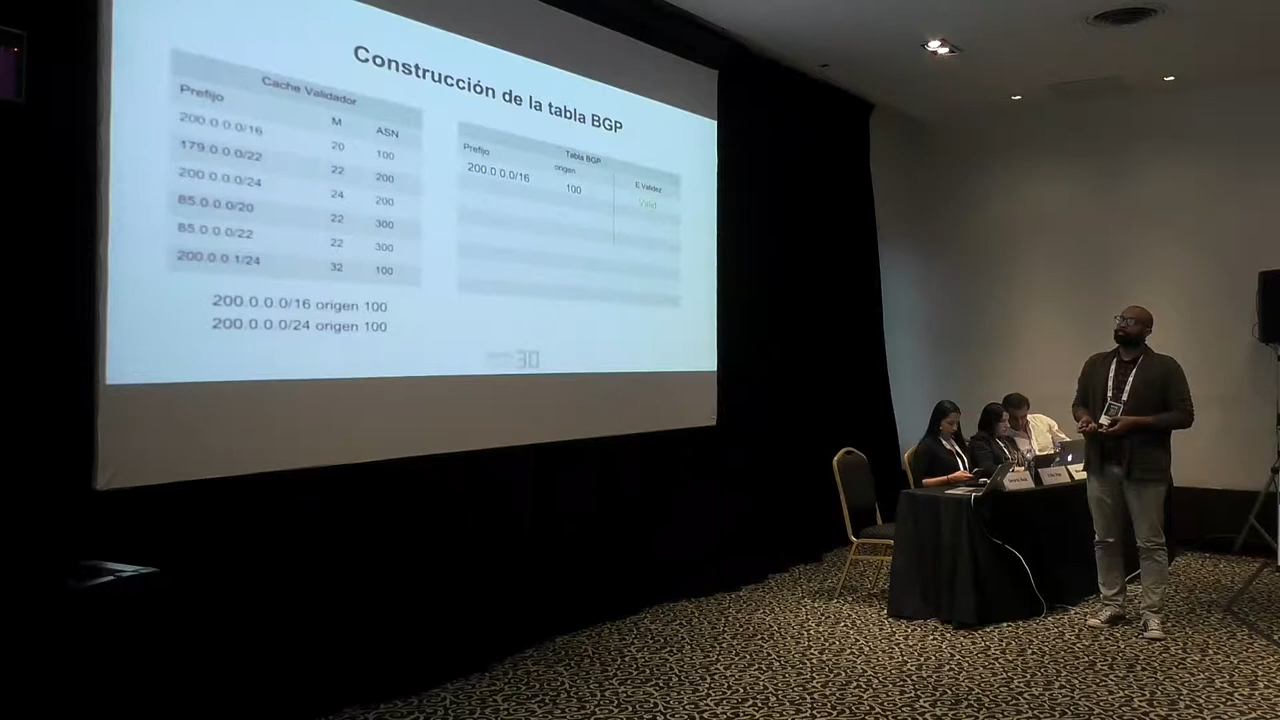 Construcción de la tabla BGP
Cache Validador
Prefijo M ASN
200.0.0.0/16 20 100
179.0.0.0/22 22 200
200.0.0.0/24 24 200
85.0.0.0/20 22 300
85.0.0.0/22 22 300
200.0.0.1/24 32 100
Tabla BGP
Prefijo origen E.Validez
200.0.0.0/16 100 Valid
200.0.0.0/16 origen 100
200.0.0.0/24 origen 100
30